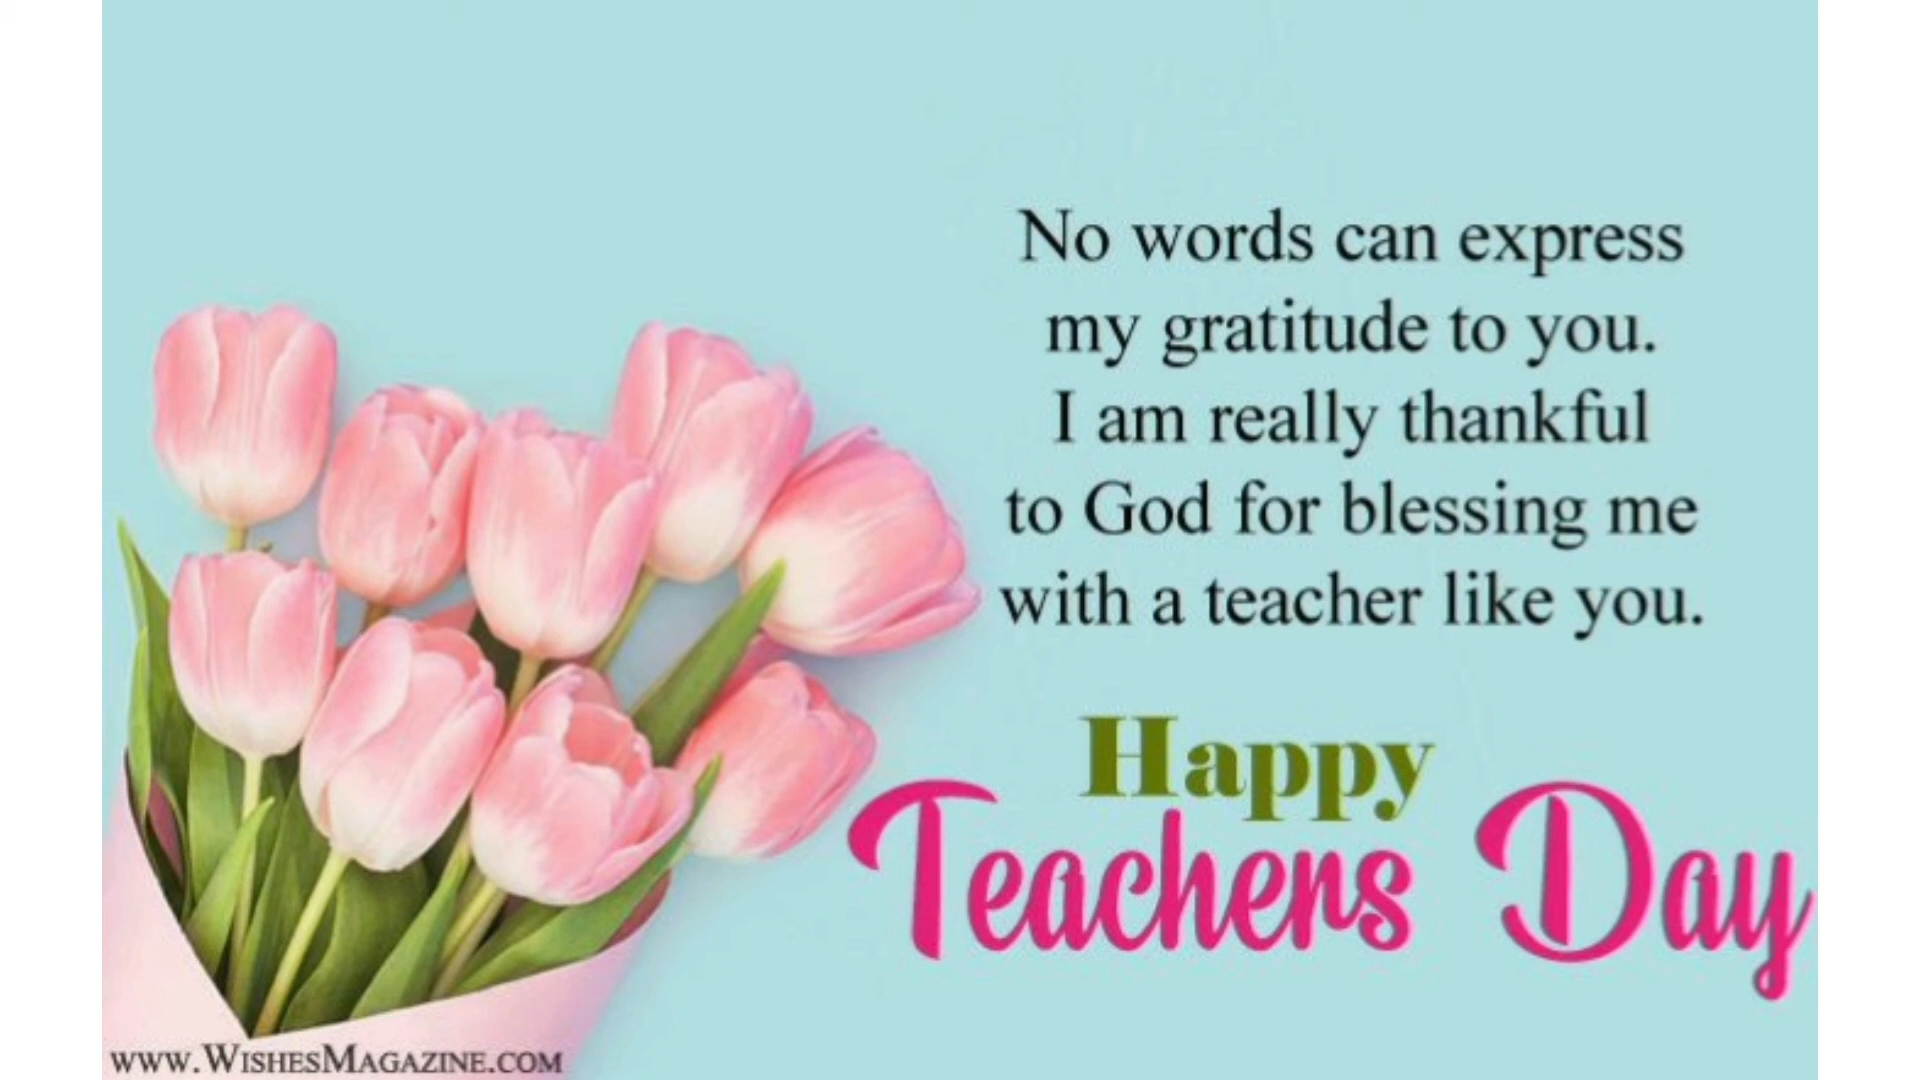 No words can express
my gratitude to you.
I am really thankful
to God for blessing me
with a teacher like you.
Happy
Teachers Day
www.WishesMagazine.com